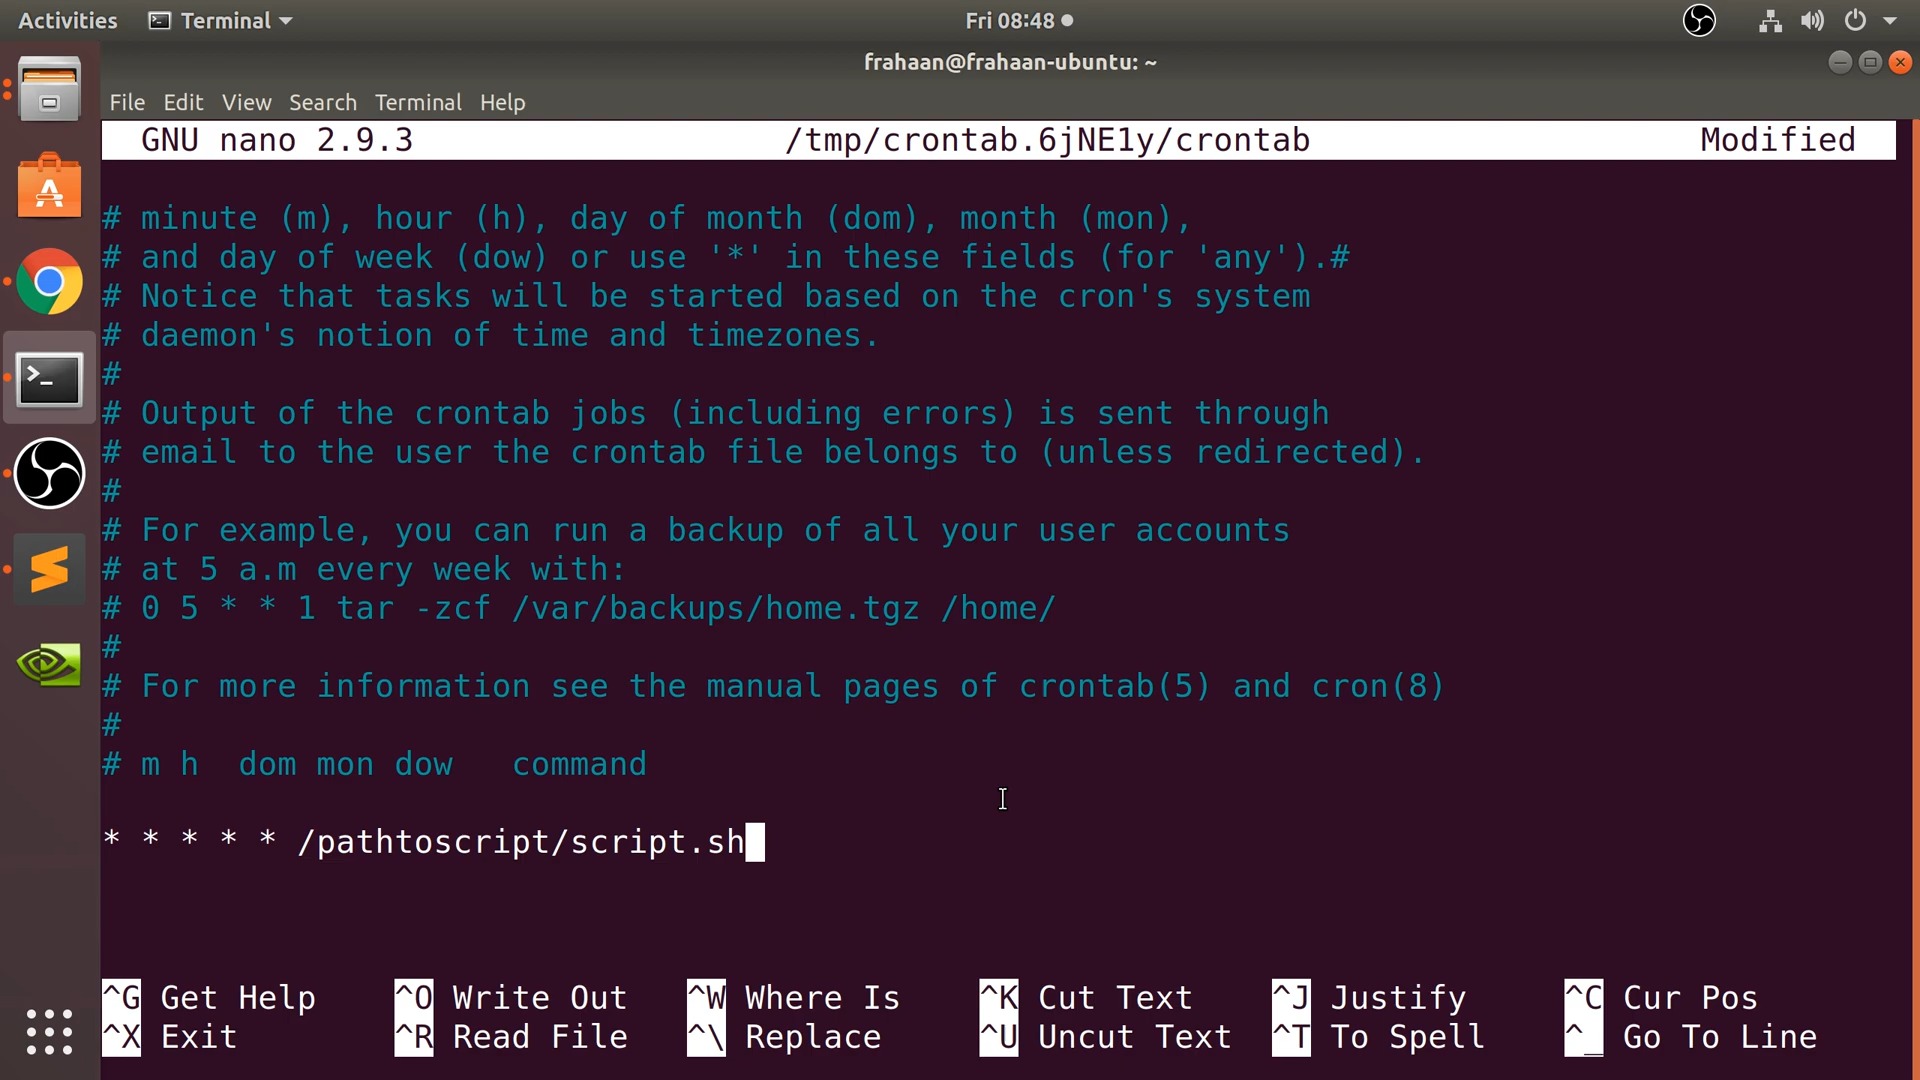 Activities Terminal Fri 08:48
frahaan@frahaan-ubuntu: ~
File Edit View Search Terminal Help
GNU nano 2.9.3 /tmp/crontab.6jNE1y/crontab Modified
# minute (m), hour (h), day of month (dom), month (mon),
# and day of week (dow) or use '*' in these fields (for 'any').#
# Notice that tasks will be started based on the cron's system
# daemon's notion of time and timezones.
#
# Output of the crontab jobs (including errors) is sent through
# email to the user the crontab file belongs to (unless redirected).
#
# For example, you can run a backup of all your user accounts
# at 5 a.m every week with:
# 0 5 * * 1 tar -zcf /var/backups/home.tgz /home/
#
# For more information see the manual pages of crontab(5) and cron(8)
#
# m h  dom mon dow   command
* * * * * /pathtoscript/script.sh
^G Get Help ^O Write Out ^W Where Is ^K Cut Text ^J Justify ^C Cur Pos
^X Exit ^R Read File ^\ Replace ^U Uncut Text ^T To Spell ^_ Go To Line